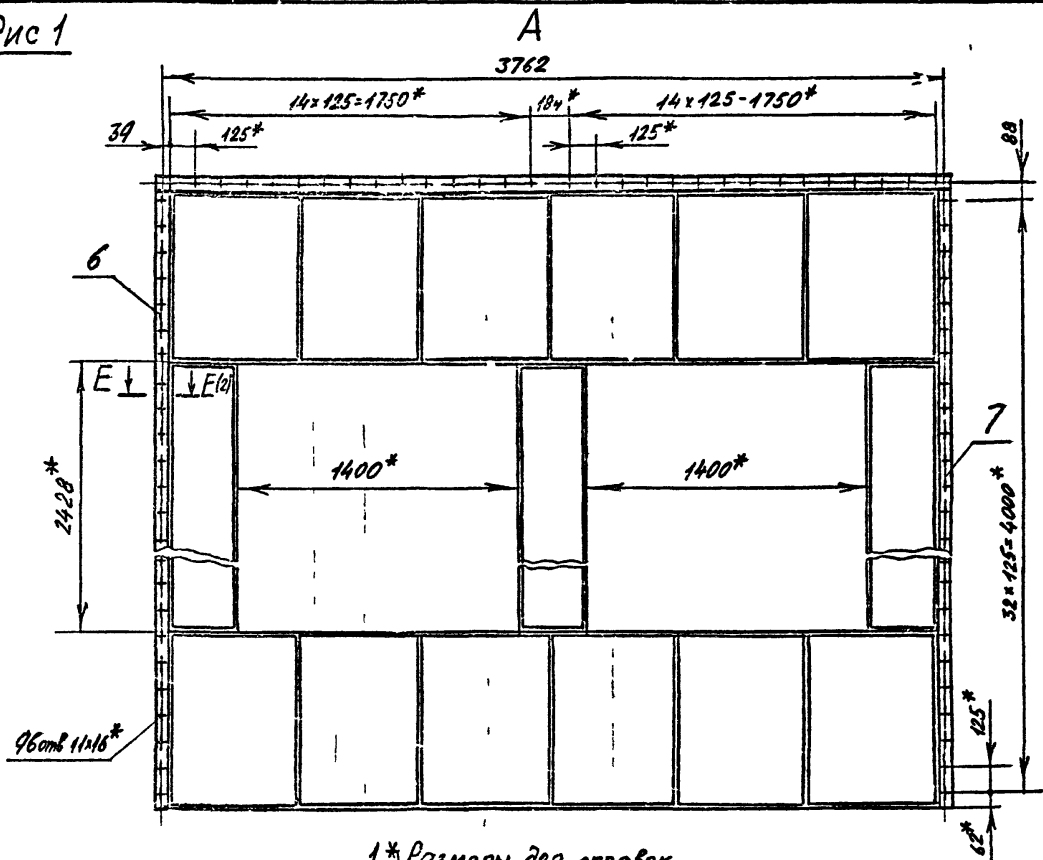 Рис 1
А
3762
14×125=1750*
184*
14×125-1750*
39
125*
125*
88
6
Е
Е(2)
7
2428*
1400*
1400*
32×125=4000*
125*
96отв 11×16*
62*
1* Размеры для справок